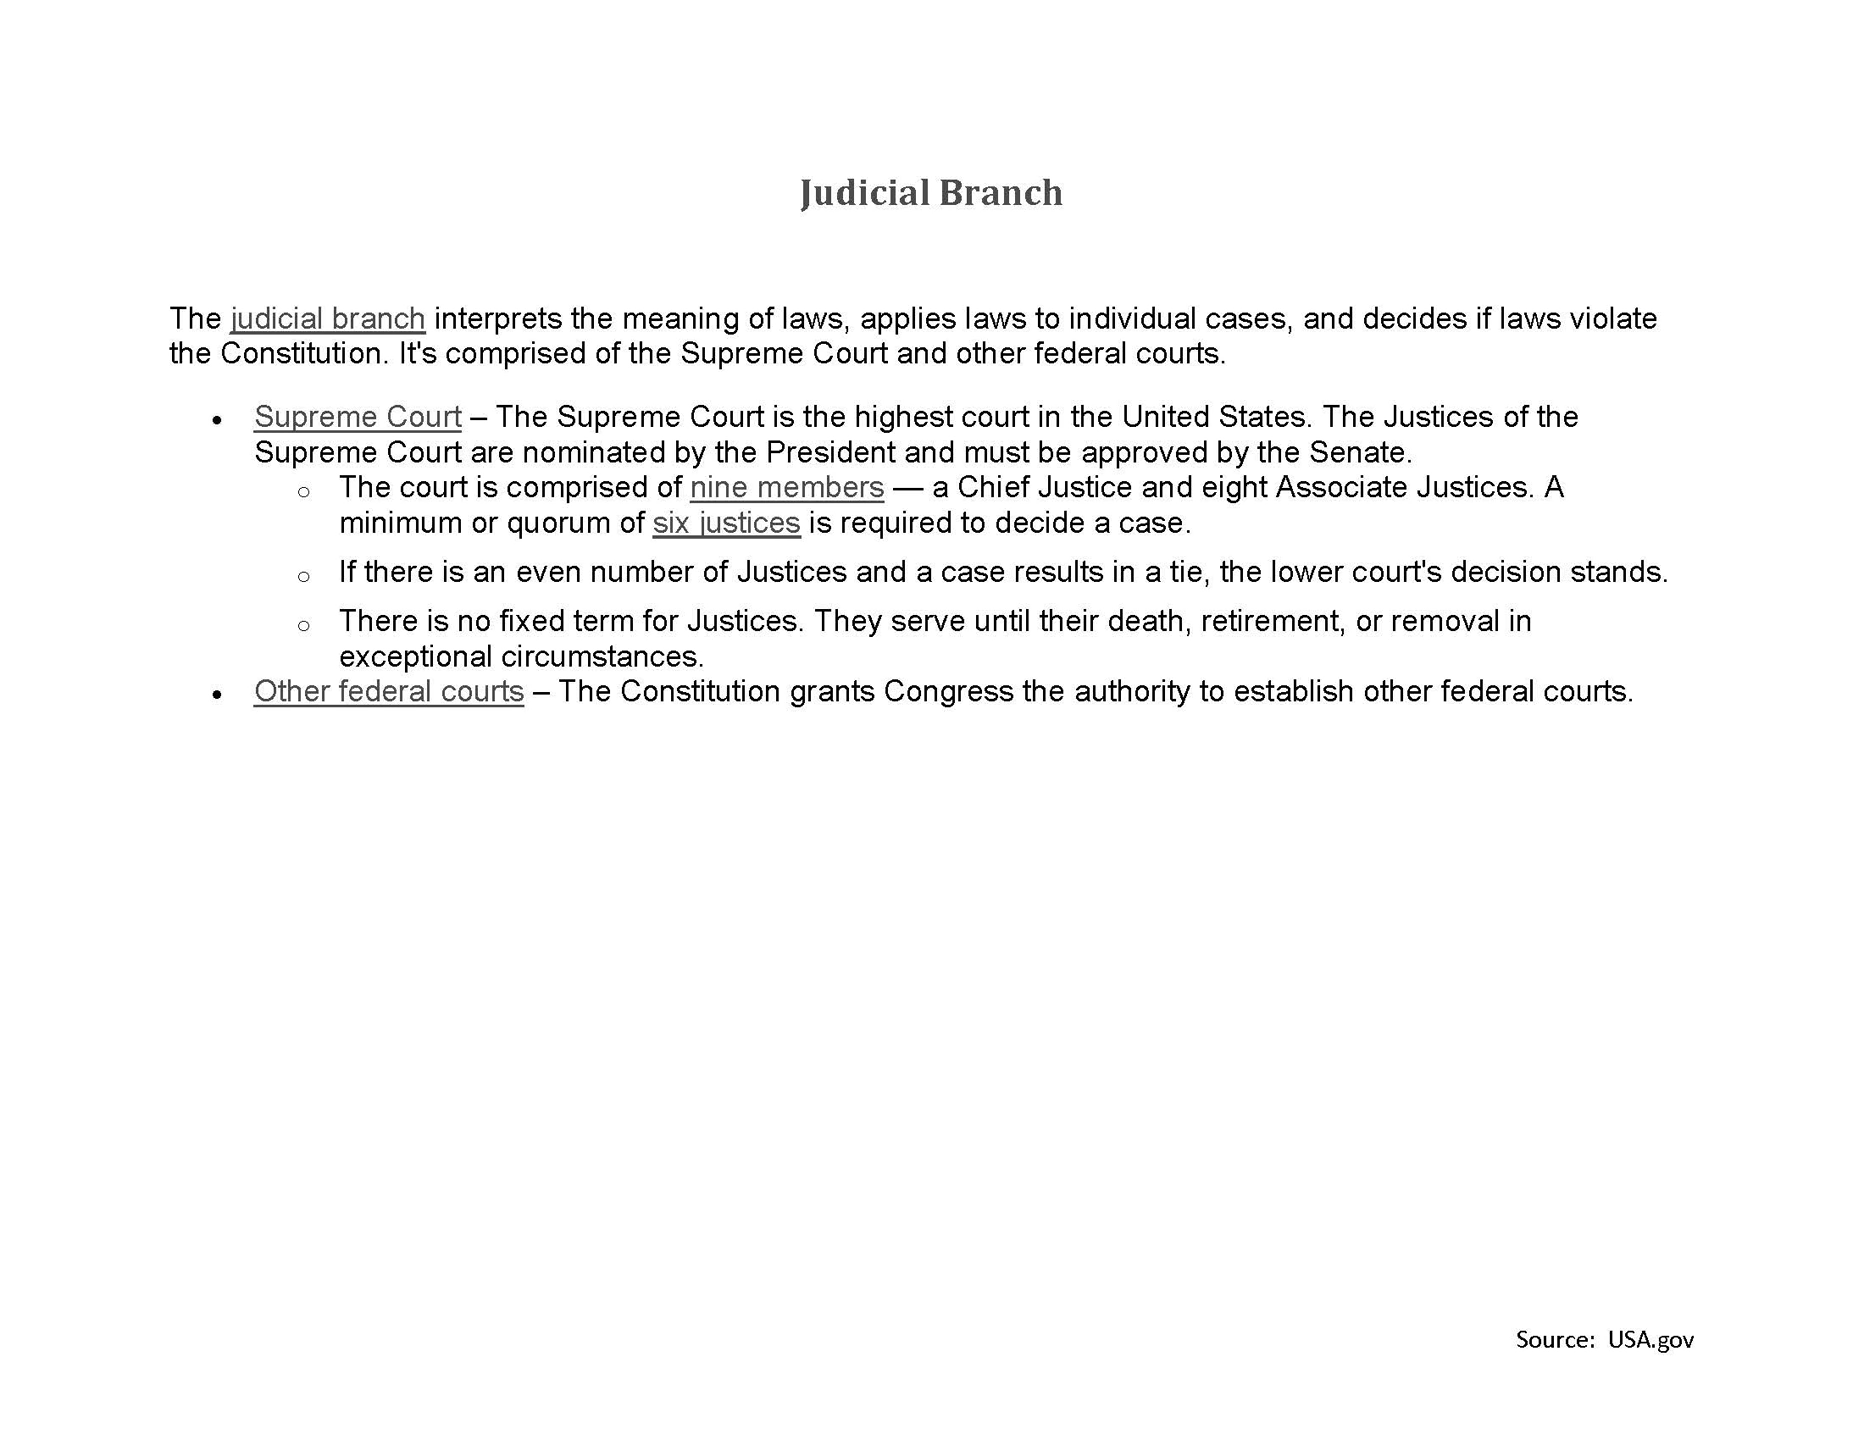 Judicial Branch
The judicial branch interprets the meaning of laws, applies laws to individual cases, and decides if laws violate
the Constitution. It's comprised of the Supreme Court and other federal courts.
• Supreme Court – The Supreme Court is the highest court in the United States. The Justices of the
Supreme Court are nominated by the President and must be approved by the Senate.
o The court is comprised of nine members — a Chief Justice and eight Associate Justices. A
minimum or quorum of six justices is required to decide a case.
o If there is an even number of Justices and a case results in a tie, the lower court's decision stands.
o There is no fixed term for Justices. They serve until their death, retirement, or removal in
exceptional circumstances.
• Other federal courts – The Constitution grants Congress the authority to establish other federal courts.
Source:  USA.gov